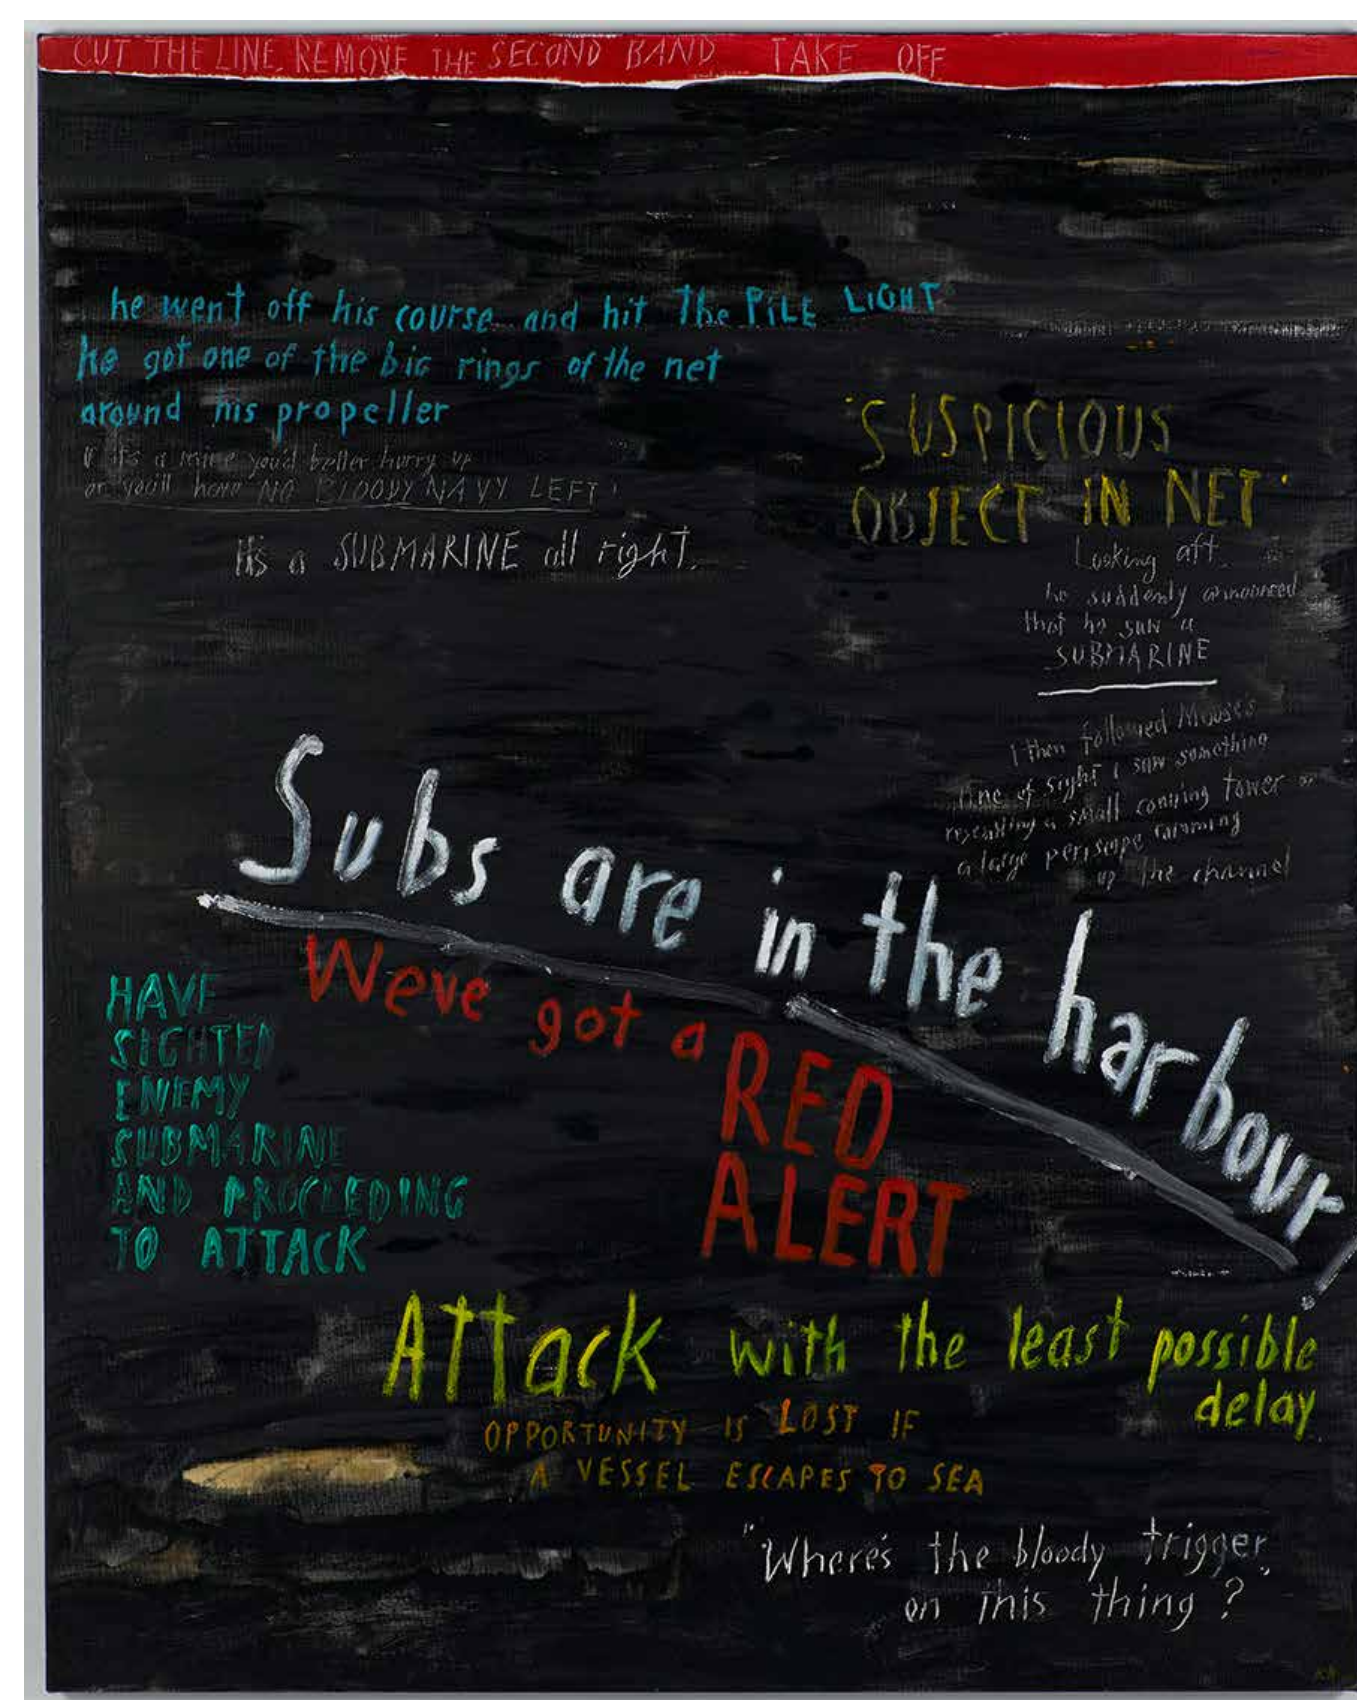 CUT THE LINE REMOVE THE SECOND BAND TAKE OFF
he went off his course and hit The PILE LIGHT
he got one of the big rings of the net
around his propeller
if its a mine you'd better hurry up
or you'll have NO BLOODY NAVY LEFT'
It's a SUBMARINE all right.
'SUSPICIOUS
OBJECT IN NET'
Looking aft
he suddenly announced
that he saw a
SUBMARINE
I then followed Mouse's
line of sight I saw something
resembling a small conning tower or
a large periscope
up the channel
Subs are in the harbour!
Weve got a
RED
ALERT
HAVE
SIGHTED
ENEMY
SUBMARINE
AND PROCEEDING
TO ATTACK
ATTack with the least possible
delay
OPPORTUNITY IS LOST IF
A VESSEL ESCAPES TO SEA
"Where's the bloody trigger
on this thing?